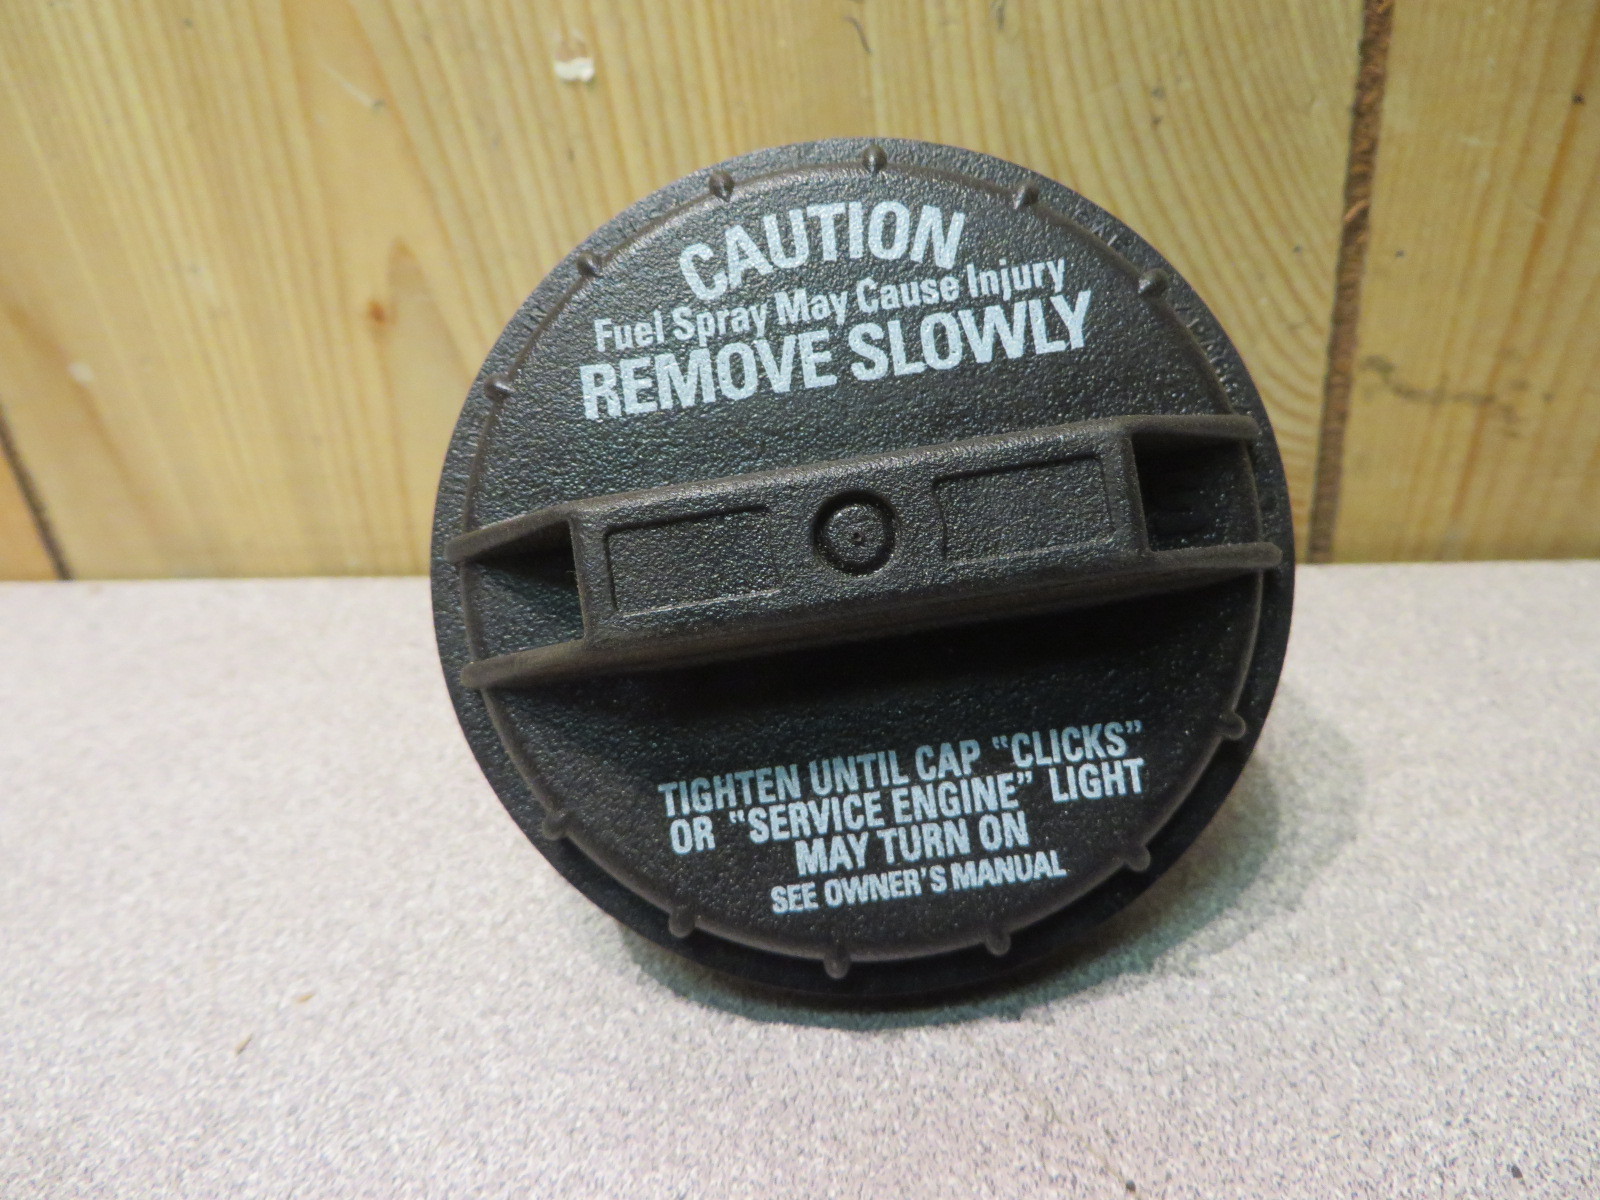 CAUTION
Fuel Spray May Cause Injury
REMOVE SLOWLY
TIGHTEN UNTIL CAP "CLICKS"
OR "SERVICE ENGINE" LIGHT
MAY TURN ON
SEE OWNER'S MANUAL